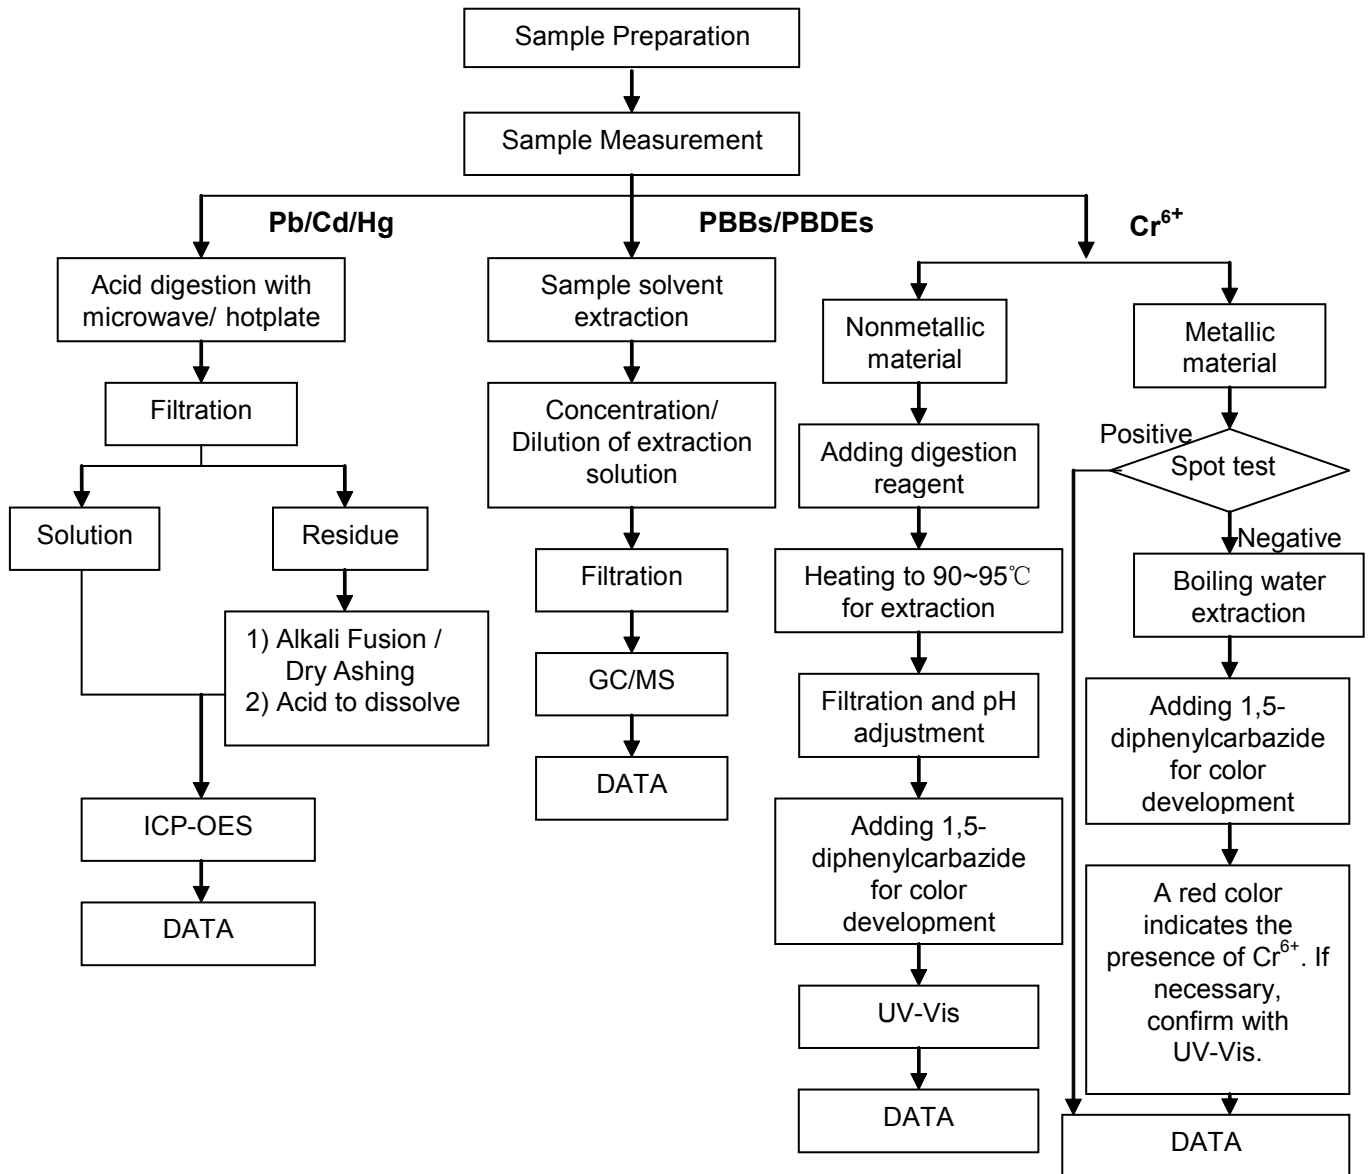 Sample Preparation
Sample Measurement
Pb/Cd/Hg
PBBs/PBDEs
Cr⁶⁺
Acid digestion with
microwave/ hotplate
Filtration
Solution
Residue
1) Alkali Fusion /
Dry Ashing
2) Acid to dissolve
ICP-OES
DATA
Sample solvent
extraction
Concentration/
Dilution of extraction
solution
Filtration
GC/MS
DATA
Nonmetallic
material
Adding digestion
reagent
Heating to 90~95℃
for extraction
Filtration and pH
adjustment
Adding 1,5-
diphenylcarbazide
for color
development
UV-Vis
DATA
Metallic
material
Positive
Spot test
Negative
Boiling water
extraction
Adding 1,5-
diphenylcarbazide
for color
development
A red color
indicates the
presence of Cr⁶⁺. If
necessary,
confirm with
UV-Vis.
DATA